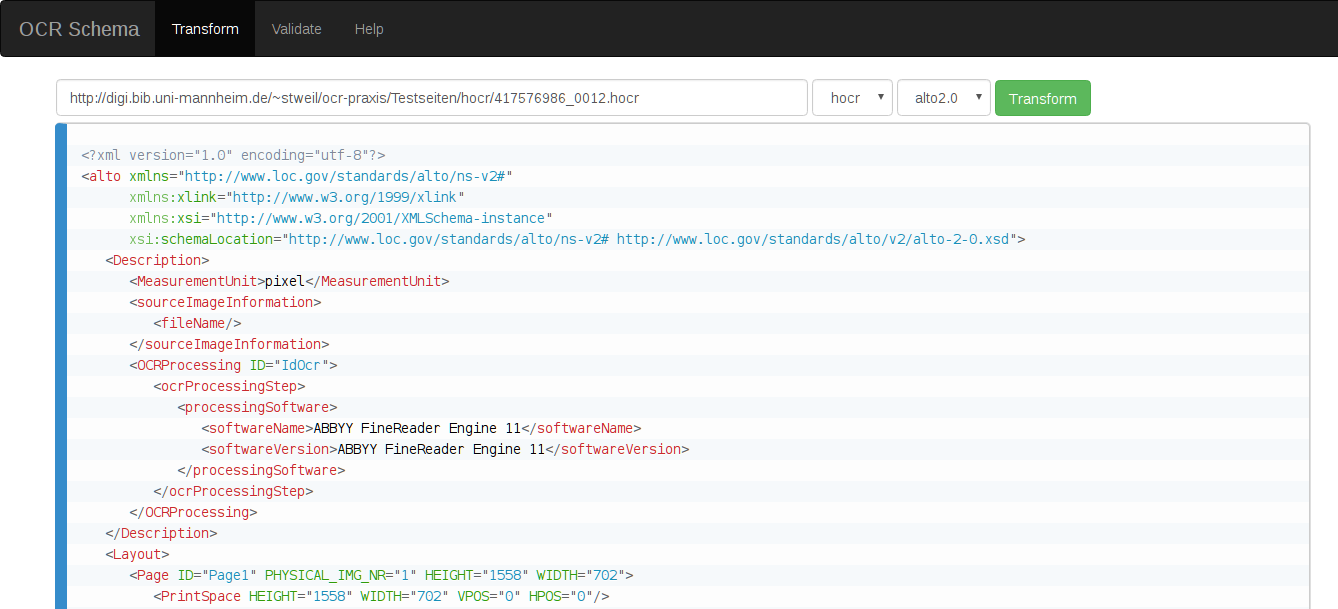 OCR Schema Transform Validate Help
http://digi.bib.uni-mannheim.de/~stweil/ocr-praxis/Testseiten/hocr/417576986_0012.hocr hocr alto2.0 Transform
<?xml version="1.0" encoding="utf-8"?>
<alto xmlns="http://www.loc.gov/standards/alto/ns-v2#"
xmlns:xlink="http://www.w3.org/1999/xlink"
xmlns:xsi="http://www.w3.org/2001/XMLSchema-instance"
xsi:schemaLocation="http://www.loc.gov/standards/alto/ns-v2# http://www.loc.gov/standards/alto/v2/alto-2-0.xsd">
<Description>
<MeasurementUnit>pixel</MeasurementUnit>
<sourceImageInformation>
<fileName/>
</sourceImageInformation>
<OCRProcessing ID="IdOcr">
<ocrProcessingStep>
<processingSoftware>
<softwareName>ABBYY FineReader Engine 11</softwareName>
<softwareVersion>ABBYY FineReader Engine 11</softwareVersion>
</processingSoftware>
</ocrProcessingStep>
</OCRProcessing>
</Description>
<Layout>
<Page ID="Page1" PHYSICAL_IMG_NR="1" HEIGHT="1558" WIDTH="702">
<PrintSpace HEIGHT="1558" WIDTH="702" VPOS="0" HPOS="0"/>